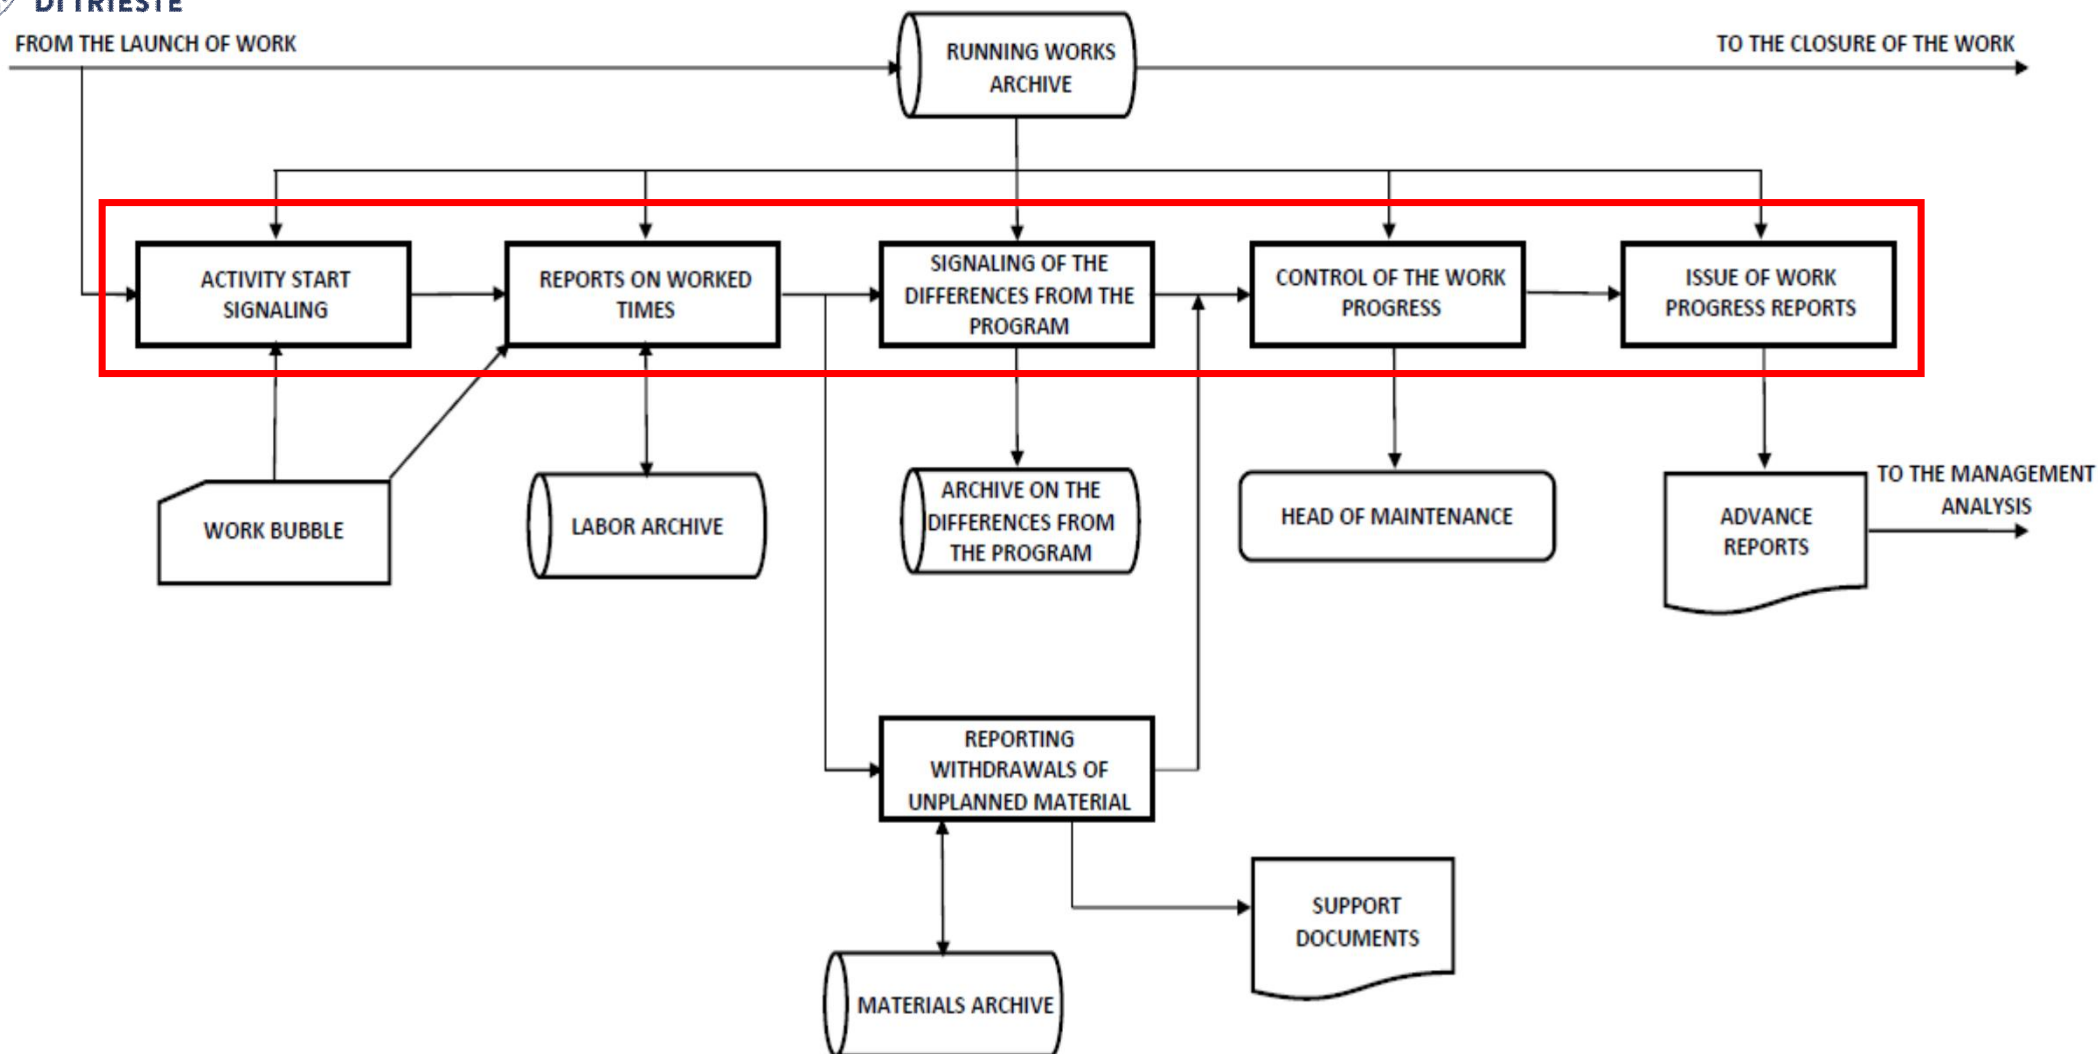 DI TRIESTE
FROM THE LAUNCH OF WORK
RUNNING WORKS
ARCHIVE
TO THE CLOSURE OF THE WORK
ACTIVITY START
SIGNALING
REPORTS ON WORKED
TIMES
SIGNALING OF THE
DIFFERENCES FROM THE
PROGRAM
CONTROL OF THE WORK
PROGRESS
ISSUE OF WORK
PROGRESS REPORTS
WORK BUBBLE
LABOR ARCHIVE
ARCHIVE ON THE
DIFFERENCES FROM
THE PROGRAM
HEAD OF MAINTENANCE
ADVANCE
REPORTS
TO THE MANAGEMENT
ANALYSIS
REPORTING
WITHDRAWALS OF
UNPLANNED MATERIAL
SUPPORT
DOCUMENTS
MATERIALS ARCHIVE